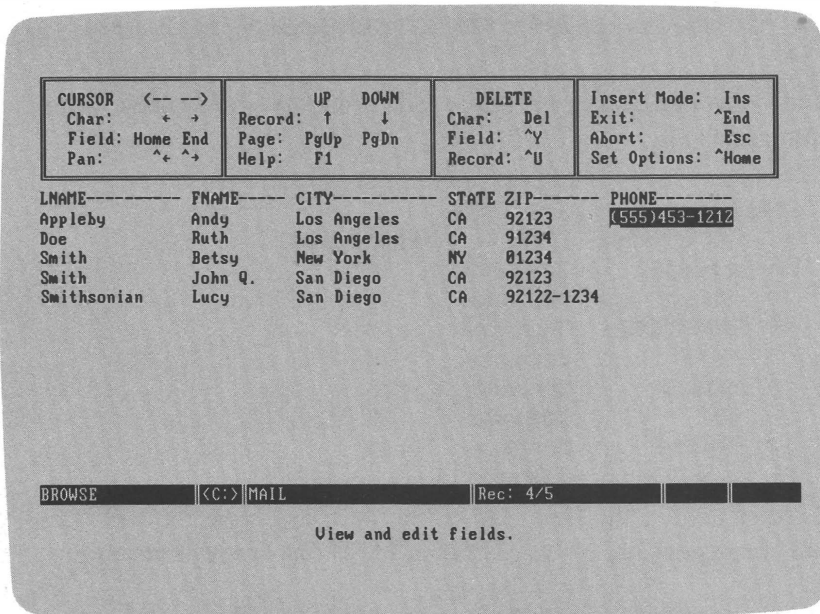 CURSOR <-- --> UP DOWN DELETE Insert Mode: Ins
Char: ← → Record: ↑ ↓ Char: Del Exit: ^End
Field: Home End Page: PgUp PgDn Field: ^Y Abort: Esc
Pan: ^← ^→ Help: F1 Record: ^U Set Options: ^Home
LNAME---------- FNAME----- CITY----------- STATE ZIP------- PHONE--------
Appleby Andy Los Angeles CA 92123 (555)453-1212
Doe Ruth Los Angeles CA 91234
Smith Betsy New York NY 01234
Smith John Q. San Diego CA 92123
Smithsonian Lucy San Diego CA 92122-1234
BROWSE <C:> MAIL Rec: 4/5
View and edit fields.